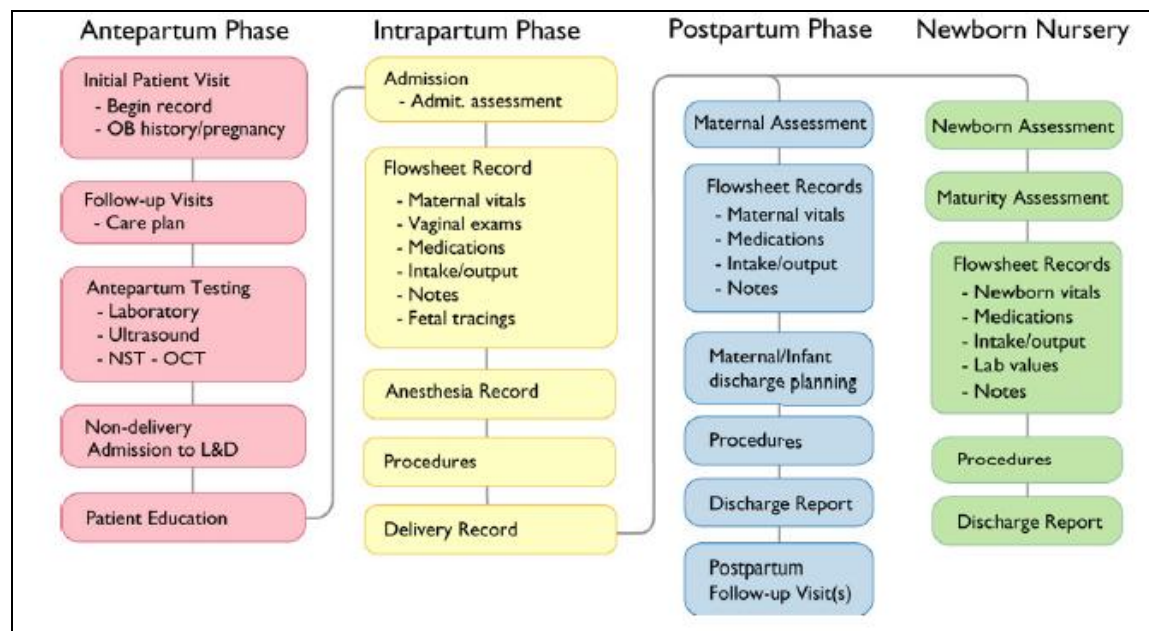 Antepartum Phase
Initial Patient Visit
- Begin record
- OB history/pregnancy
Follow-up Visits
- Care plan
Antepartum Testing
- Laboratory
- Ultrasound
- NST - OCT
Non-delivery
Admission to L&D
Patient Education
Intrapartum Phase
Admission
- Admit. assessment
Flowsheet Record
- Maternal vitals
- Vaginal exams
- Medications
- Intake/output
- Notes
- Fetal tracings
Anesthesia Record
Procedures
Delivery Record
Postpartum Phase
Maternal Assessment
Flowsheet Records
- Maternal vitals
- Medications
- Intake/output
- Notes
Maternal/Infant
discharge planning
Procedures
Discharge Report
Postpartum
Follow-up Visit(s)
Newborn Nursery
Newborn Assessment
Maturity Assessment
Flowsheet Records
- Newborn vitals
- Medications
- Intake/output
- Lab values
- Notes
Procedures
Discharge Report